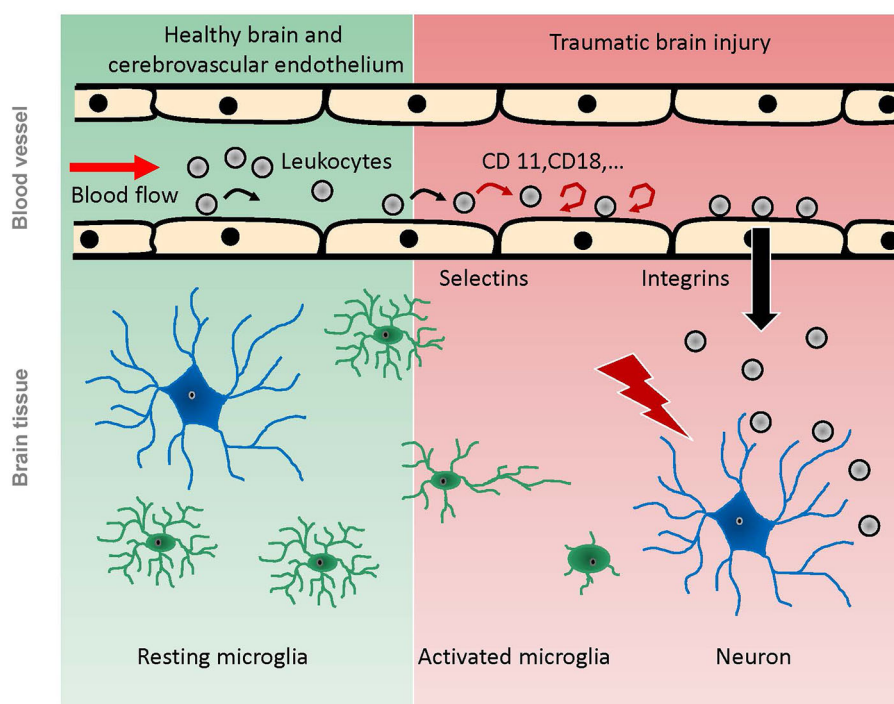 Healthy brain and
cerebrovascular endothelium
Traumatic brain injury
Blood vessel
Leukocytes
CD 11,CD18,...
Blood flow
Selectins
Integrins
Brain tissue
Resting microglia
Activated microglia
Neuron